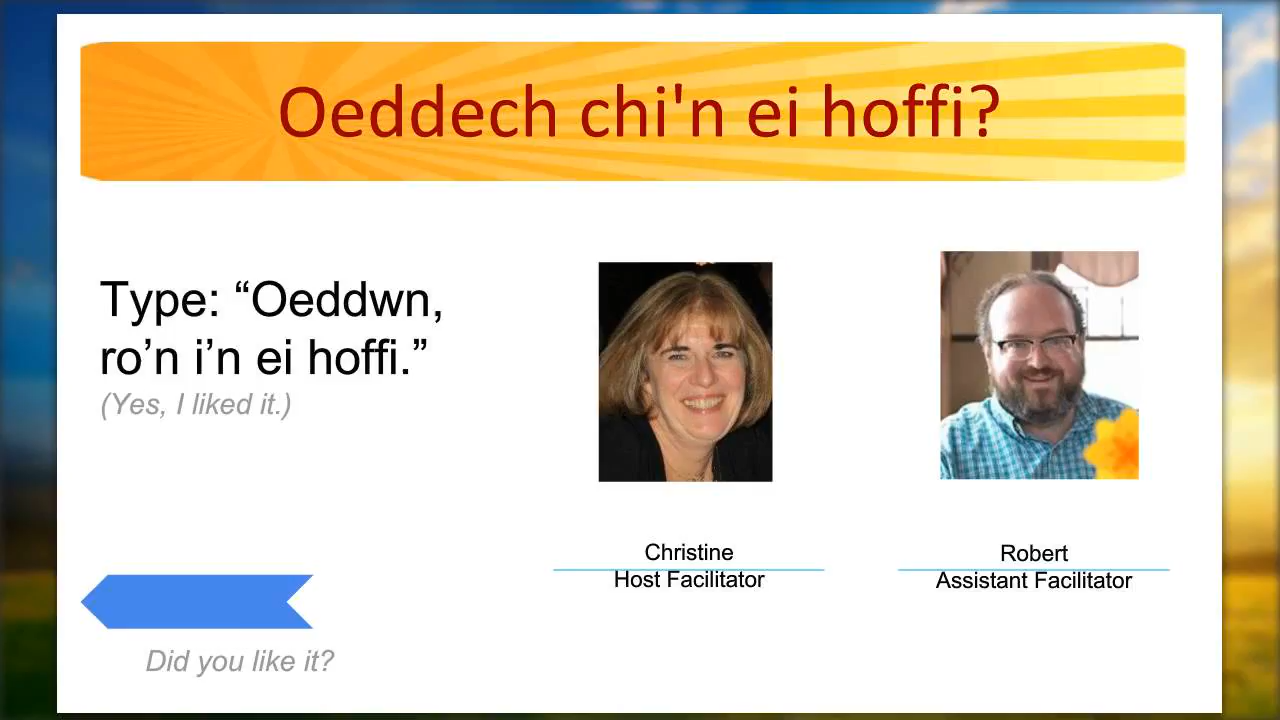 Oeddech chi'n ei hoffi?
Type: “Oeddwn,
ro’n i’n ei hoffi.”
(Yes, I liked it.)
Christine
Host Facilitator
Robert
Assistant Facilitator
Did you like it?